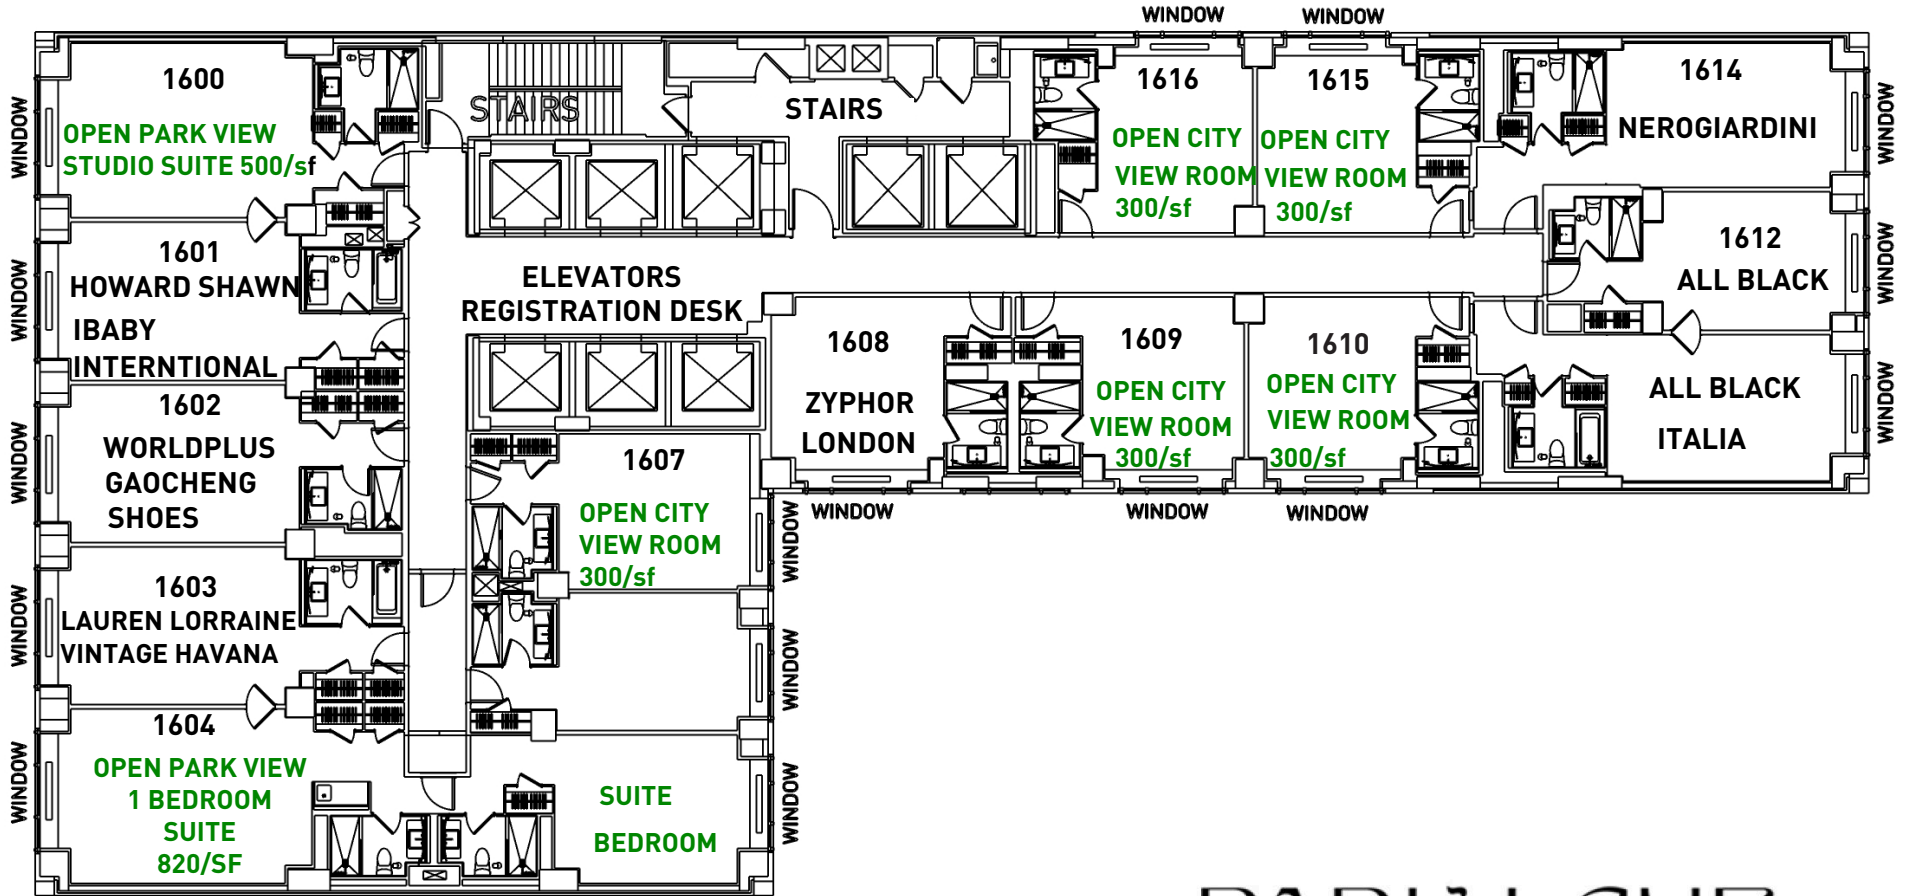 WINDOW
WINDOW
1600
OPEN PARK VIEW
STUDIO SUITE 500/sf
WINDOW
STAIRS
STAIRS
1616
OPEN CITY
VIEW ROOM
300/sf
1615
OPEN CITY
VIEW ROOM
300/sf
1614
NEROGIARDINI
WINDOW
1601
HOWARD SHAWN
IBABY
INTERNTIONAL
WINDOW
ELEVATORS
REGISTRATION DESK
1612
ALL BLACK
WINDOW
1602
WORLDPLUS
GAOCHENG
SHOES
WINDOW
1608
ZYPHOR
LONDON
WINDOW
1609
OPEN CITY
VIEW ROOM
300/sf
WINDOW
1610
OPEN CITY
VIEW ROOM
300/sf
WINDOW
ALL BLACK
ITALIA
WINDOW
1607
OPEN CITY
VIEW ROOM
300/sf
WINDOW
1603
LAUREN LORRAINE
VINTAGE HAVANA
WINDOW
WINDOW
1604
OPEN PARK VIEW
1 BEDROOM
SUITE
820/SF
WINDOW
SUITE
BEDROOM
WINDOW